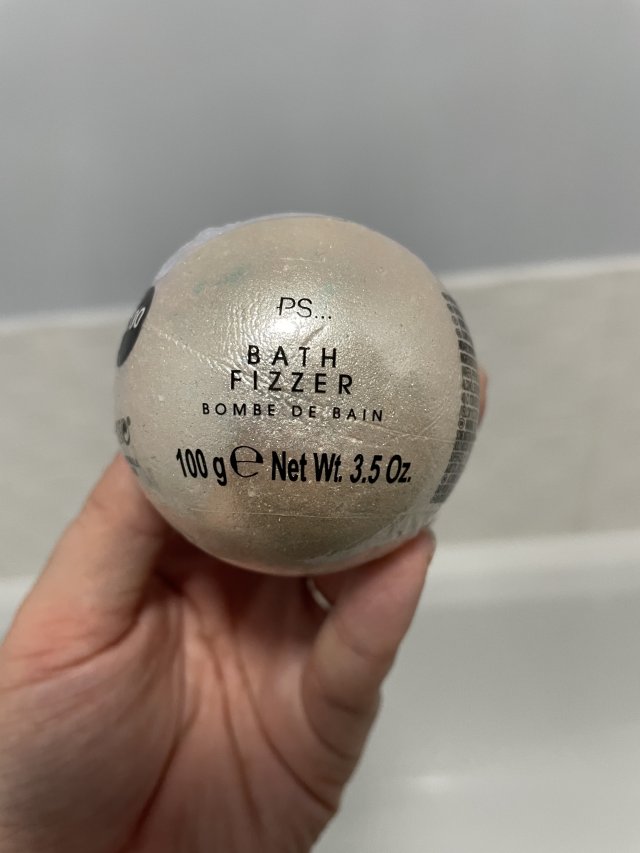 PS...
BATH
FIZZER
BOMBE DE BAIN
100 g ℮ Net Wt. 3.5 Oz.